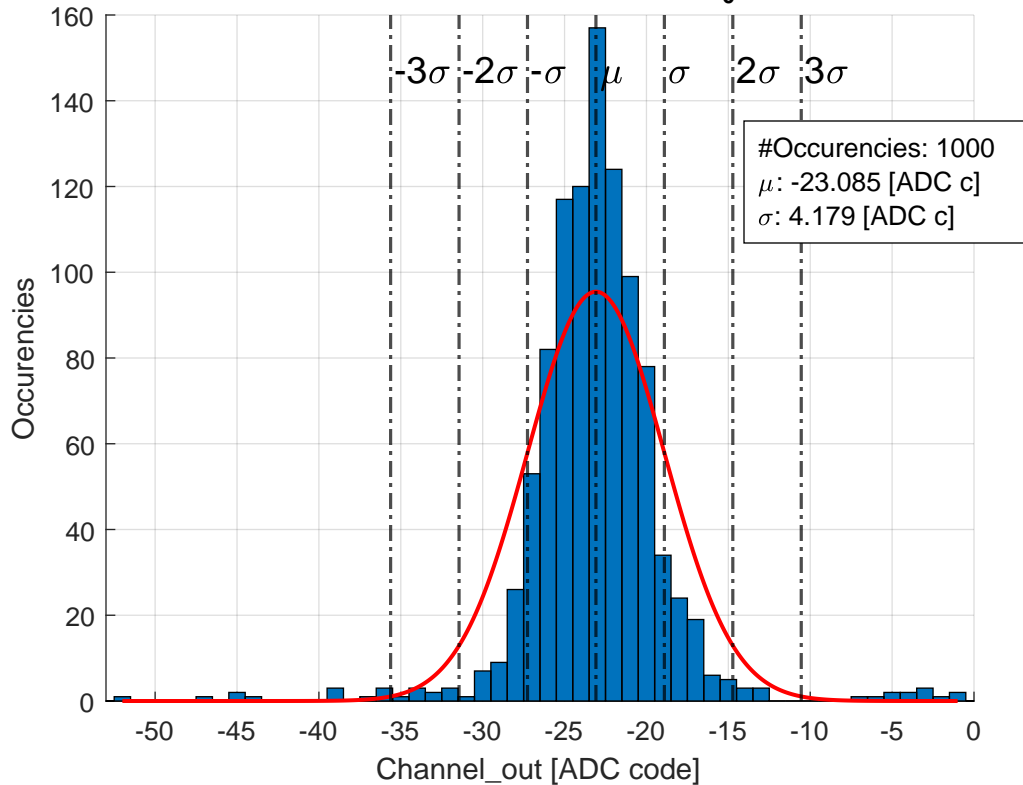 160
140
120
100
80
60
40
20
0
Occurencies
-3σ -2σ -σ μ σ 2σ 3σ
#Occurencies: 1000
μ: -23.085 [ADC c]
σ: 4.179 [ADC c]
-50 -45 -40 -35 -30 -25 -20 -15 -10 -5 0
Channel_out [ADC code]